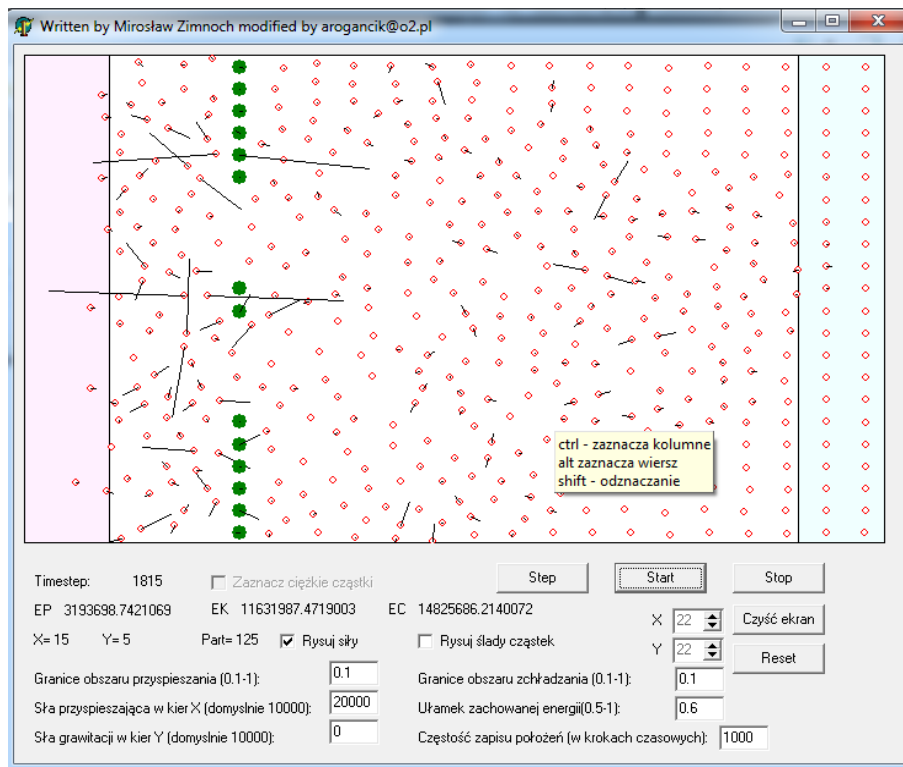 Written by Mirosław Zimnoch modified by arogancik@o2.pl
ctrl - zaznacza kolumne
alt zaznacza wiersz
shift - odznaczanie
Timestep: 1815 Zaznacz ciężkie cząstki Step Start Stop
EP 3193698.7421069 EK 11631987.4719003 EC 14825686.2140072
X 22 Czyść ekran
X= 15 Y= 5 Part= 125 Rysuj siły Rysuj ślady cząstek
Y 22 Reset
Granice obszaru przyspieszania (0.1-1): 0.1 Granice obszaru zchładzania (0.1-1): 0.1
Sła przyspieszająca w kier X (domyslnie 10000): 20000 Ułamek zachowanej energii(0.5-1): 0.6
Sła grawitacji w kier Y (domyslnie 10000): 0 Częstość zapisu położeń (w krokach czasowych): 1000